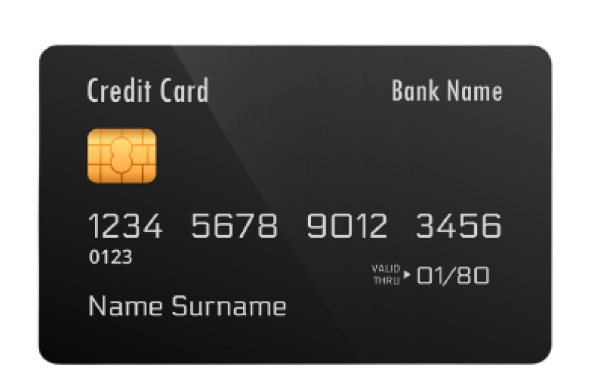 Credit Card Bank Name
1234 5678 9012 3456
0123
VALID THRU 01/80
Name Surname